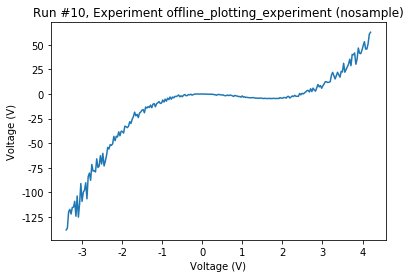 Run #10, Experiment offline_plotting_experiment (nosample)
50
25
0
-25
-50
-75
-100
-125
Voltage (V)
-3 -2 -1 0 1 2 3 4
Voltage (V)